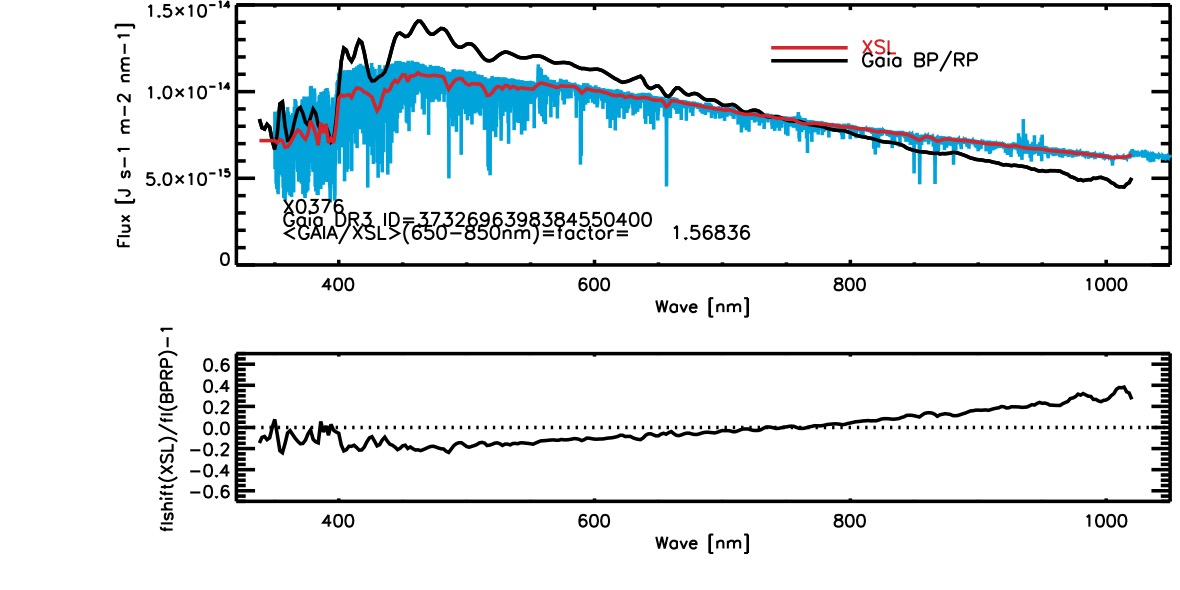 1.5×10−14
1.0×10−14
5.0×10−15
0
Flux [J s−1 m−2 nm−1]
XSL
Gaia BP/RP
X0376
Gaia DR3 ID=3732696398384550400
<GAIA/XSL>(650−850nm)=factor= 1.56836
400 600 800 1000
Wave [nm]
flshift(XSL)/fl(BPRP)−1
0.6
0.4
0.2
0.0
−0.2
−0.4
−0.6
400 600 800 1000
Wave [nm]